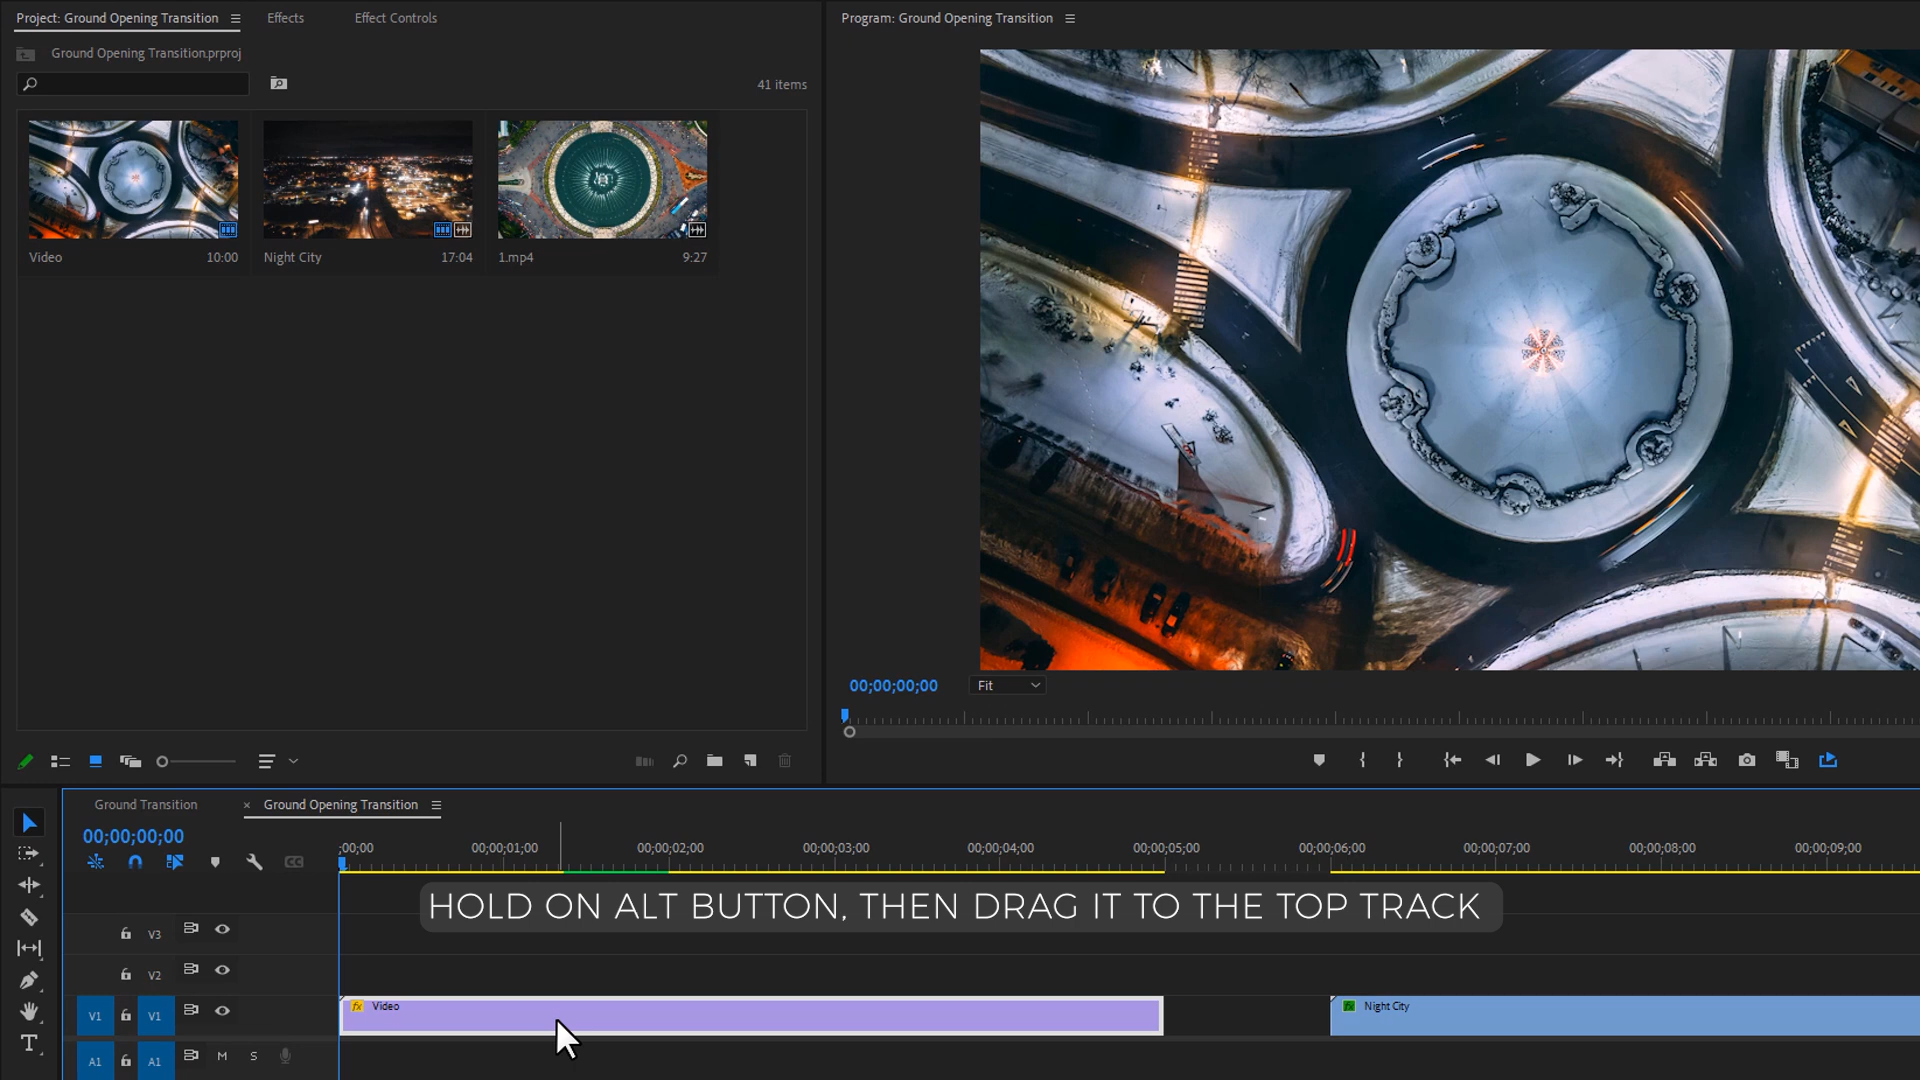 Project: Ground Opening Transition
Effects
Effect Controls
Program: Ground Opening Transition
Ground Opening Transition.prproj
41 items
Video 10:00
Night City 17:04
1.mp4 9:27
00;00;00;00
Fit
Ground Transition
× Ground Opening Transition
00;00;00;00
;00;00 00;00;01;00 00;00;02;00 00;00;03;00 00;00;04;00 00;00;05;00 00;00;06;00 00;00;07;00 00;00;08;00 00;00;09;00
CC
HOLD ON ALT BUTTON, THEN DRAG IT TO THE TOP TRACK
V3
V2
V1 V1
fx Video
fx Night City
A1 A1 M S
T